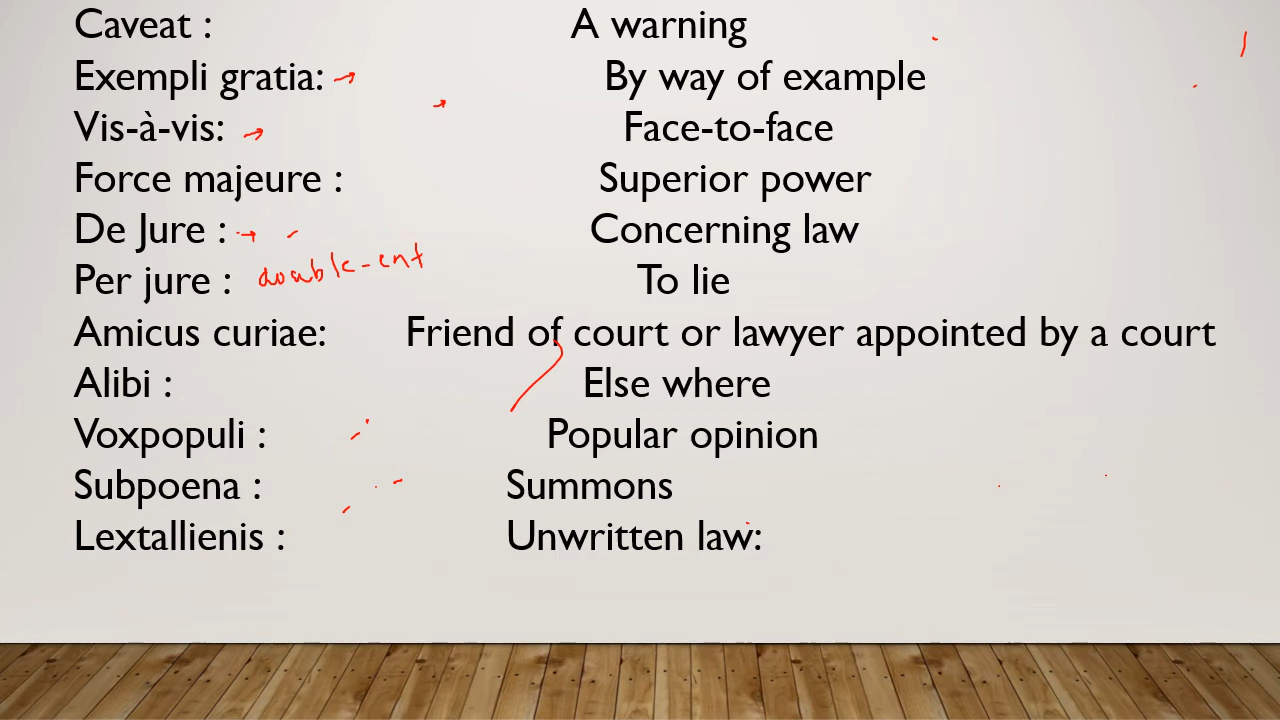 Caveat : A warning
Exempli gratia: By way of example
Vis-à-vis: Face-to-face
Force majeure : Superior power
De Jure : Concerning law
Per jure : double-ent To lie
Amicus curiae: Friend of court or lawyer appointed by a court
Alibi : Else where
Voxpopuli : Popular opinion
Subpoena : Summons
Lextallienis : Unwritten law: